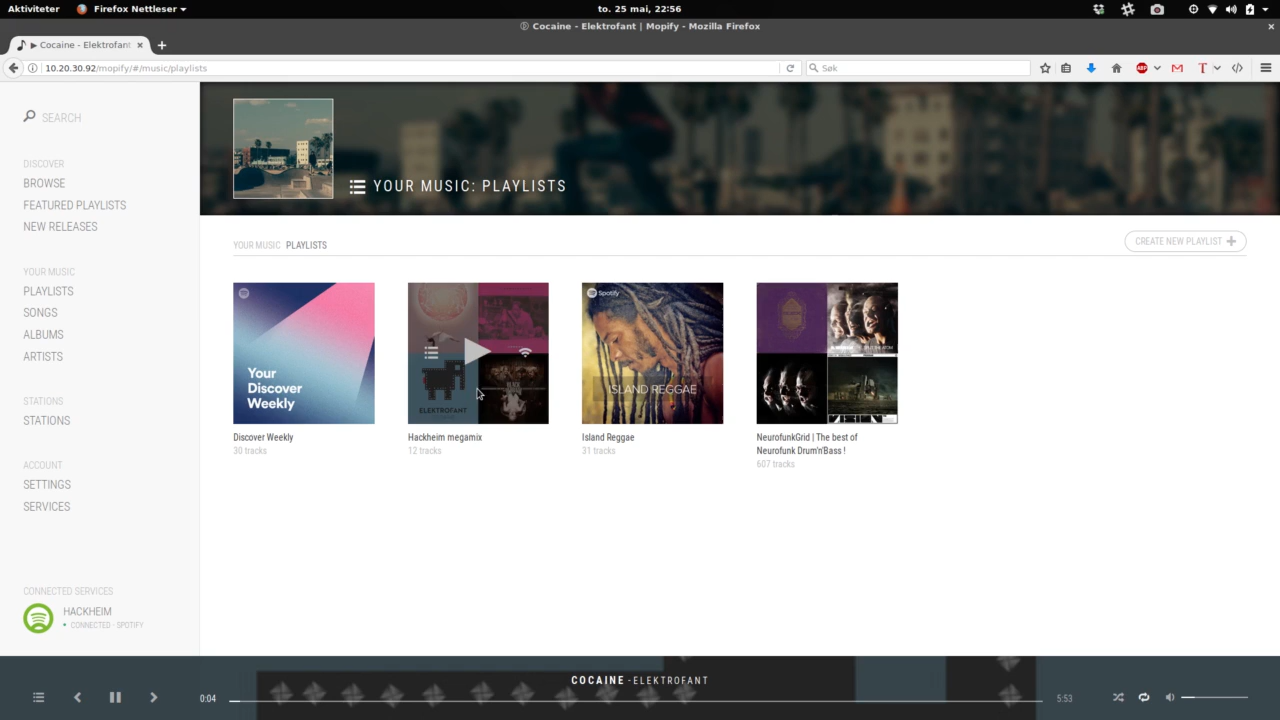 Aktiviteter Firefox Nettleser to. 25 mai, 22:56
Cocaine - Elektrofant | Mopify - Mozilla Firefox
▶ Cocaine - Elektrofant
10.20.30.92/mopify/#/music/playlists Søk ABP
SEARCH
DISCOVER
BROWSE
FEATURED PLAYLISTS
NEW RELEASES
YOUR MUSIC
PLAYLISTS
SONGS
ALBUMS
ARTISTS
STATIONS
STATIONS
ACCOUNT
SETTINGS
SERVICES
CONNECTED SERVICES
HACKHEIM
CONNECTED - SPOTIFY
YOUR MUSIC: PLAYLISTS
YOUR MUSIC PLAYLISTS
CREATE NEW PLAYLIST
Your
Discover
Weekly
Discover Weekly
30 tracks
ELEKTROFANT
Hackheim megamix
12 tracks
Spotify
ISLAND REGGAE
Island Reggae
31 tracks
NeurofunkGrid | The best of
Neurofunk Drum'n'Bass !
607 tracks
COCAINE - ELEKTROFANT
0:04
5:53